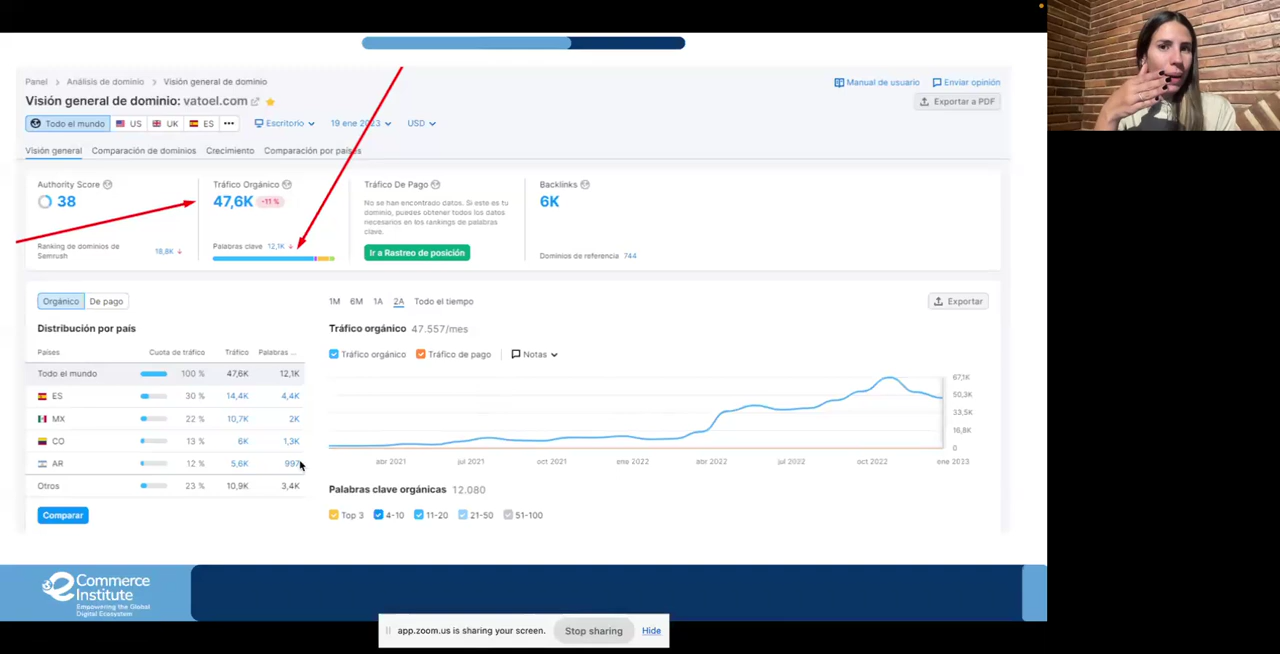 Panel > Análisis de dominio > Visión general de dominio
Manual de usuario Enviar opinión
Visión general de dominio: vatoel.com
Exportar a PDF
Todo el mundo US UK ES ••• Escritorio 19 ene 2023 USD
Visión general Comparación de dominios Crecimiento Comparación por países
Authority Score
38
Ranking de dominios de
Semrush
18,8K ↓
Tráfico Orgánico
47,6K -11 %
Palabras clave 12,1K ↓
Tráfico De Pago
No se han encontrado datos. Si este es tu
dominio, puedes obtener todos los datos
necesarios en los rankings de palabras
clave.
Ir a Rastreo de posición
Backlinks
6K
Dominios de referencia 744
Orgánico De pago
Distribución por país
Países Cuota de tráfico Tráfico Palabras ...
Todo el mundo 100 % 47,6K 12,1K
ES 30 % 14,4K 4,4K
MX 22 % 10,7K 2K
CO 13 % 6K 1,3K
AR 12 % 5,6K 997
Otros 23 % 10,9K 3,4K
Comparar
1M 6M 1A 2A Todo el tiempo
Exportar
Tráfico orgánico 47.557/mes
Tráfico orgánico Tráfico de pago Notas
67,1K
50,3K
33,5K
16,8K
0
abr 2021 jul 2021 oct 2021 ene 2022 abr 2022 jul 2022 oct 2022 ene 2023
Palabras clave orgánicas 12.080
Top 3 4-10 11-20 21-50 51-100
eCommerce
Institute
Empowering the Global
Digital Ecosystem
app.zoom.us is sharing your screen. Stop sharing Hide